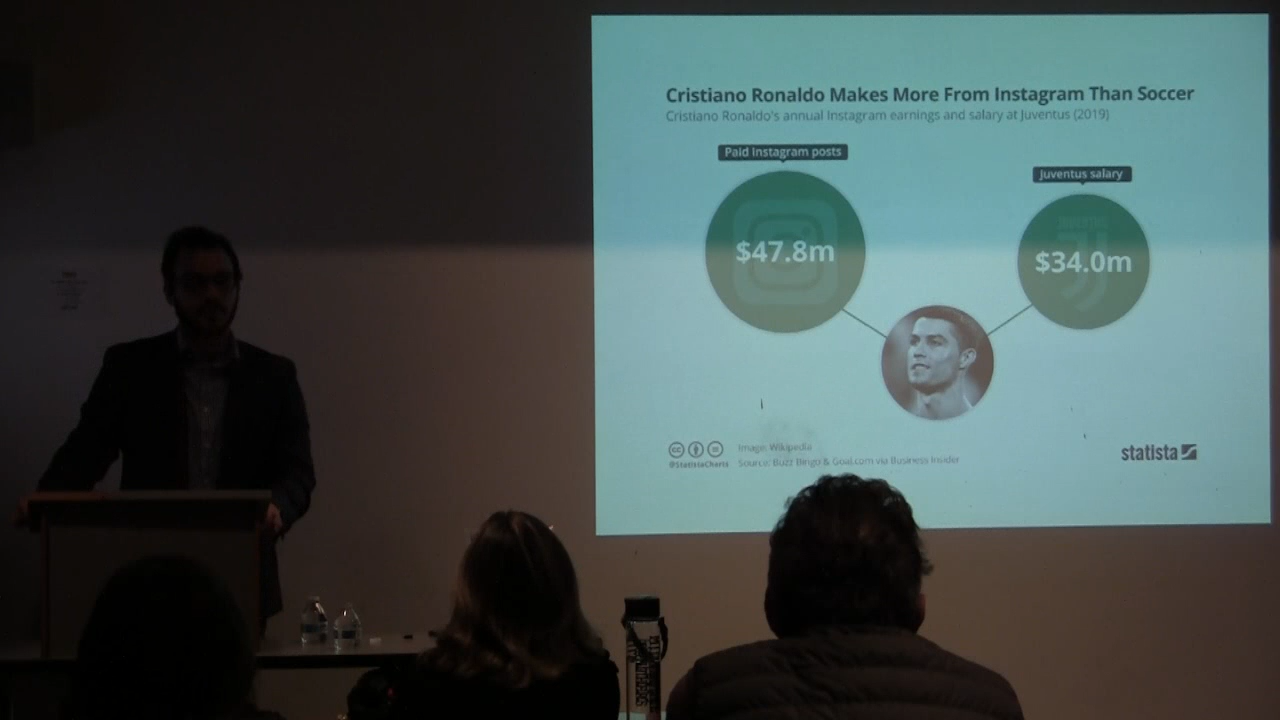 Cristiano Ronaldo Makes More From Instagram Than Soccer
Cristiano Ronaldo's annual Instagram earnings and salary at Juventus (2019)
Paid Instagram posts
Juventus salary
$47.8m
$34.0m
Image: Wikipedia
@StatistaCharts Source: Buzz Bingo & Goal.com via Business Insider
statista